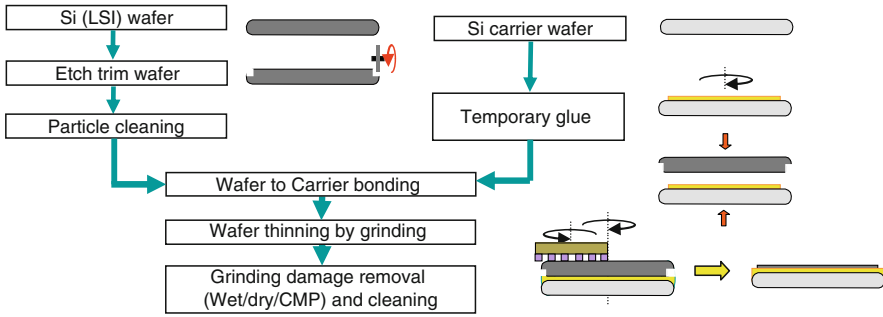 Si (LSI) wafer
Etch trim wafer
Particle cleaning
Si carrier wafer
Temporary glue
Wafer to Carrier bonding
Wafer thinning by grinding
Grinding damage removal
(Wet/dry/CMP) and cleaning